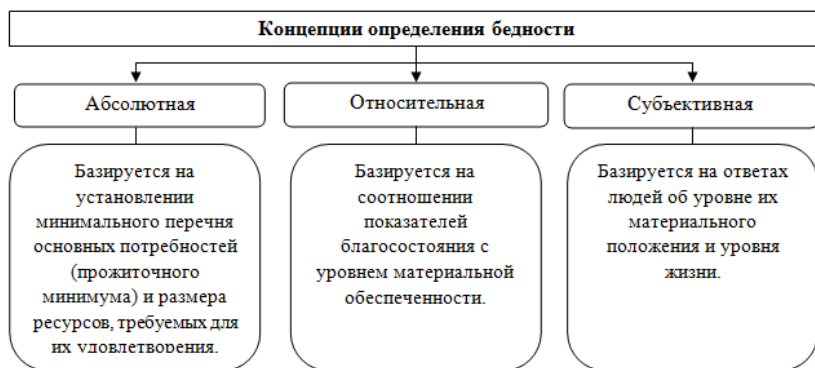 Концепции определения бедности
Абсолютная
Относительная
Субъективная
Базируется на
установлении
минимального перечня
основных потребностей
(прожиточного
минимума) и размера
ресурсов, требуемых для
их удовлетворения.
Базируется на
соотношении
показателей
благосостояния с
уровнем материальной
обеспеченности.
Базируется на ответах
людей об уровне их
материального
положения и уровня
жизни.